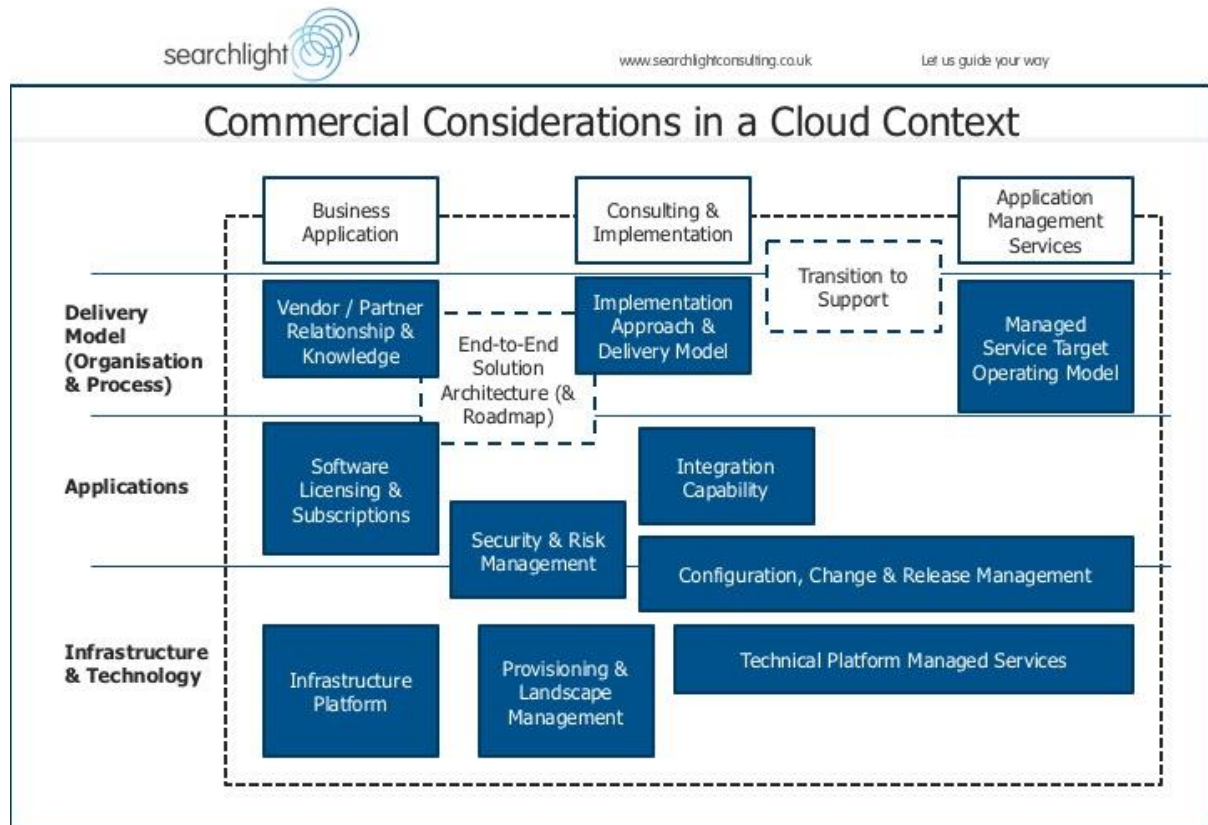 searchlight
www.searchlightconsulting.co.uk
Let us guide your way
Commercial Considerations in a Cloud Context
Business
Application
Consulting &
Implementation
Application
Management
Services
Transition to
Support
Delivery
Model
(Organisation
& Process)
Vendor / Partner
Relationship &
Knowledge
End-to-End
Solution
Architecture (&
Roadmap)
Implementation
Approach &
Delivery Model
Managed
Service Target
Operating Model
Applications
Software
Licensing &
Subscriptions
Integration
Capability
Security & Risk
Management
Configuration, Change & Release Management
Infrastructure
& Technology
Infrastructure
Platform
Provisioning &
Landscape
Management
Technical Platform Managed Services